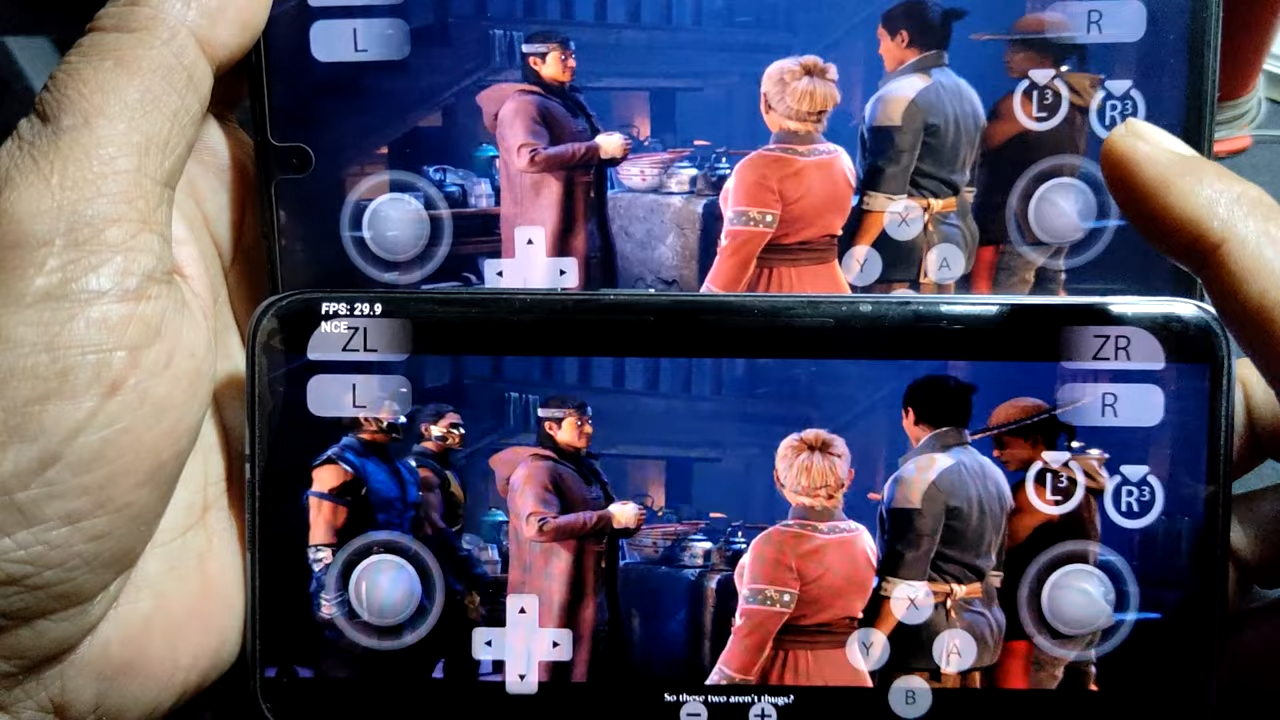 L
R
L3
R3
X
Y
A
FPS: 29.9
NCE
ZL
ZR
L
R
L3
R3
X
Y
A
B
So these two aren't thugs?